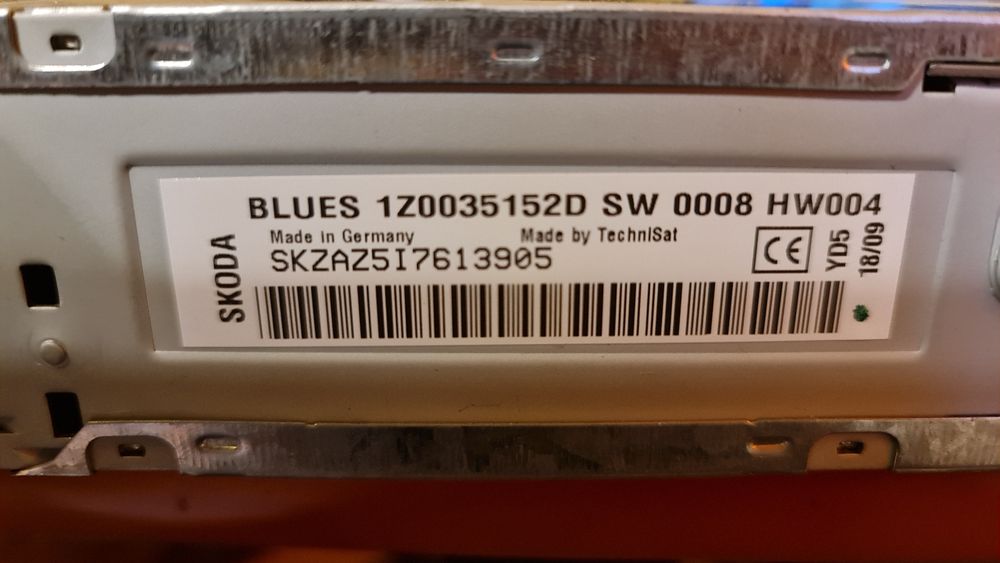 BLUES 1Z0035152D SW 0008 HW004
Made in Germany Made by TechniSat
SKZAZ5I7613905
CE
YD5
18/09
SKODA